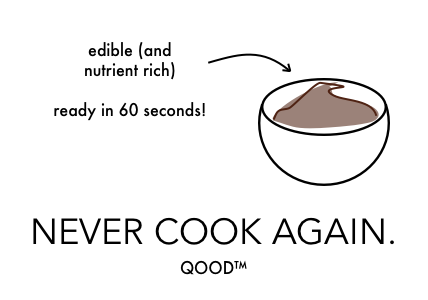 edible (and
nutrient rich)
ready in 60 seconds!
NEVER COOK AGAIN.
QOOD™